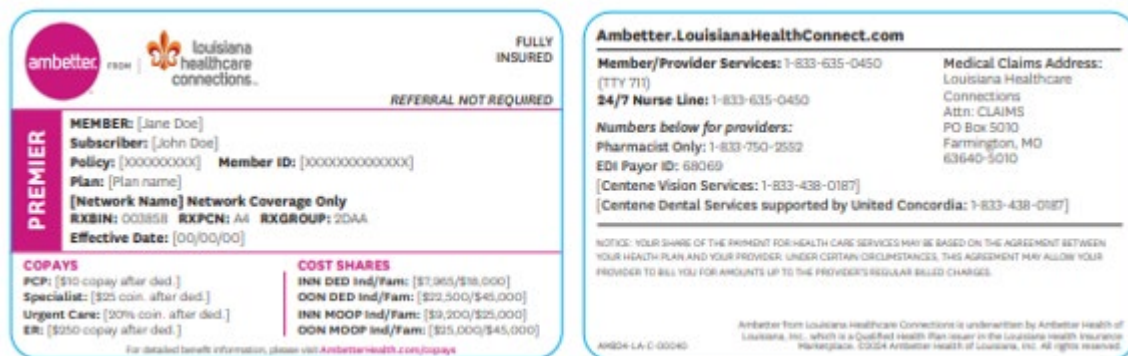 ambetter.
FROM
louisiana
healthcare
connections
FULLY
INSURED
REFERRAL NOT REQUIRED
PREMIER
MEMBER: [Jane Doe]
Subscriber: [John Doe]
Policy: [XXXXXXXXX] Member ID: [XXXXXXXXXXXXX]
Plan: [Plan name]
[Network Name] Network Coverage Only
RXBIN: 003858 RXPCN: A4 RXGROUP: 2DAA
Effective Date: [00/00/00]
COPAYS
PCP: [$10 copay after ded.]
Specialist: [$25 coin. after ded.]
Urgent Care: [20% coin. after ded.]
ER: [$250 copay after ded.]
COST SHARES
INN DED Ind/Fam: [$7,965/$18,000]
OON DED Ind/Fam: [$22,500/$45,000]
INN MOOP Ind/Fam: [$9,200/$25,000]
OON MOOP Ind/Fam: [$25,000/$45,000]
For detailed benefit information, please visit AmbetterHealth.com/copays
Ambetter.LouisianaHealthConnect.com
Member/Provider Services: 1-833-635-0450
(TTY 711)
24/7 Nurse Line: 1-833-635-0450
Numbers below for providers:
Pharmacist Only: 1-833-750-2552
EDI Payor ID: 68069
[Centene Vision Services: 1-833-438-0187]
[Centene Dental Services supported by United Concordia: 1-833-438-0187]
Medical Claims Address:
Louisiana Healthcare
Connections
Attn: CLAIMS
PO Box 5010
Farmington, MO
63640-5010
NOTICE: YOUR SHARE OF THE PAYMENT FOR HEALTH CARE SERVICES MAY BE BASED ON THE AGREEMENT BETWEEN
YOUR HEALTH PLAN AND YOUR PROVIDER. UNDER CERTAIN CIRCUMSTANCES, THIS AGREEMENT MAY ALLOW YOUR
PROVIDER TO BILL YOU FOR AMOUNTS UP TO THE PROVIDER'S REGULAR BILLED CHARGES.
AMB24-LA-C-00040
Ambetter from Louisiana Healthcare Connections is underwritten by Ambetter Health of
Louisiana, Inc., which is a Qualified Health Plan issuer in the Louisiana Health Insurance
Marketplace. ©2024 Ambetter Health of Louisiana, Inc. All rights reserved.